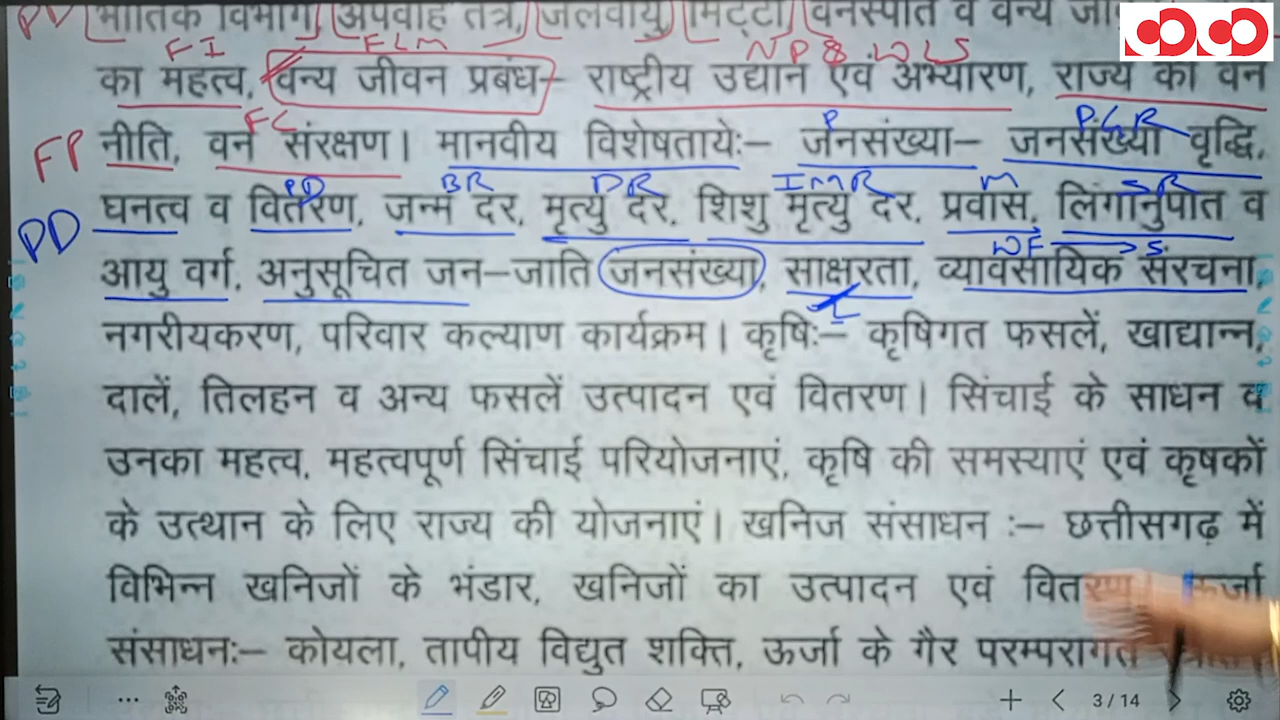 PD भौतिक विभाग, अपवाह तंत्र, जलवायु, मिट्टी, वनस्पति व वन्य
FI FLM NP & WLS
का महत्व, वन्य जीवन प्रबंध– राष्ट्रीय उद्यान एवं अभ्यारण, राज्य की वन
FP FC P PGR
नीति, वन संरक्षण। मानवीय विशेषतायेः– जनसंख्या– जनसंख्या वृद्धि,
PD BR DR IMR M SR
PD घनत्व व वितरण, जन्म दर, मृत्यु दर, शिशु मृत्यु दर, प्रवास, लिंगानुपात व
WF S
आयु वर्ग, अनुसूचित जन–जाति जनसंख्या, साक्षरता, व्यावसायिक संरचना,
L
नगरीयकरण, परिवार कल्याण कार्यक्रम। कृषिः– कृषिगत फसलें, खाद्यान्न,
दालें, तिलहन व अन्य फसलें उत्पादन एवं वितरण। सिंचाई के साधन व
उनका महत्व, महत्वपूर्ण सिंचाई परियोजनाएं, कृषि की समस्याएं एवं कृषकों
के उत्थान के लिए राज्य की योजनाएं। खनिज संसाधन :– छत्तीसगढ़ में
विभिन्न खनिजों के भंडार, खनिजों का उत्पादन एवं वितरण। ऊर्जा
संसाधनः– कोयला, तापीय विद्युत शक्ति, ऊर्जा के गैर परम्परागत
3/14